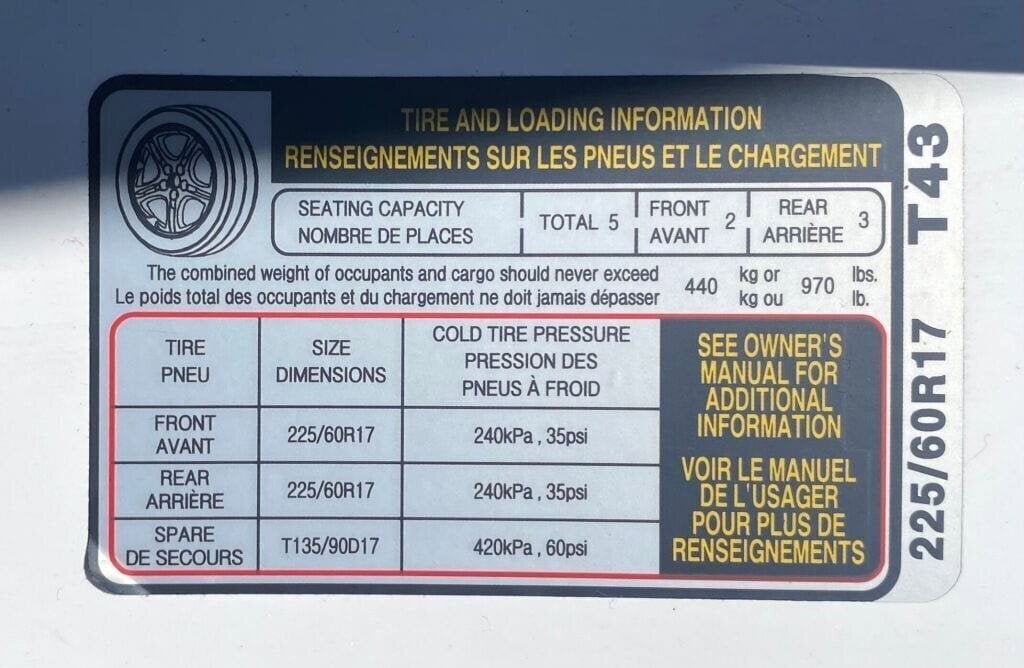 TIRE AND LOADING INFORMATION
RENSEIGNEMENTS SUR LES PNEUS ET LE CHARGEMENT
SEATING CAPACITY
NOMBRE DE PLACES
TOTAL 5
FRONT
AVANT
2
REAR
ARRIÈRE
3
The combined weight of occupants and cargo should never exceed
Le poids total des occupants et du chargement ne doit jamais dépasser
440
kg or
kg ou
970
lbs.
lb.
TIRE
PNEU
SIZE
DIMENSIONS
COLD TIRE PRESSURE
PRESSION DES
PNEUS À FROID
FRONT
AVANT
225/60R17
240kPa , 35psi
REAR
ARRIÈRE
225/60R17
240kPa , 35psi
SPARE
DE SECOURS
T135/90D17
420kPa , 60psi
SEE OWNER'S
MANUAL FOR
ADDITIONAL
INFORMATION
VOIR LE MANUEL
DE L'USAGER
POUR PLUS DE
RENSEIGNEMENTS
225/60R17 T43